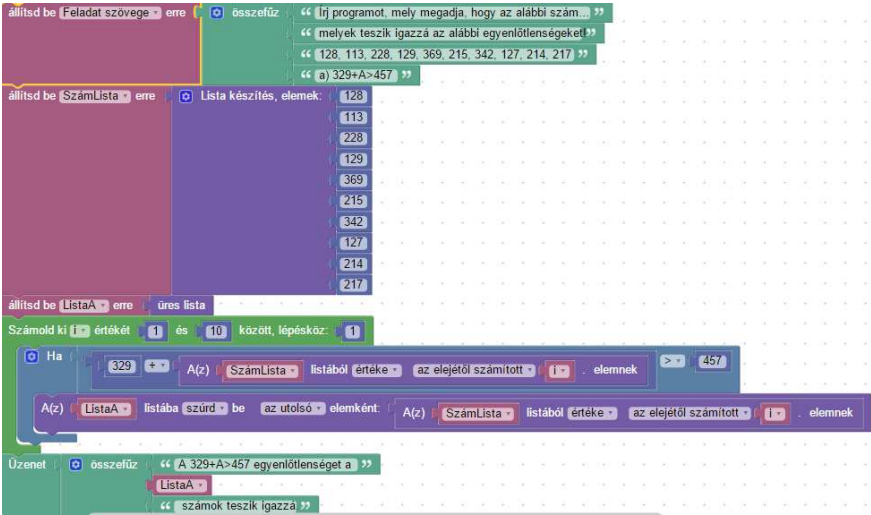 állítsd be Feladat szövege erre összefűz “ Írj programot, mely megadja, hogy az alábbi szám... ”
“ melyek teszik igazzá az alábbi egyenlőtlenségeket! ”
“ 128, 113, 228, 129, 369, 215, 342, 127, 214, 217 ”
“ a) 329+A>457 ”
állítsd be SzámLista erre Lista készítés, elemek: 128
113
228
129
369
215
342
127
214
217
állítsd be ListaA erre üres lista
Számold ki i értékét 1 és 10 között, lépésköz: 1
Ha 329 + A(z) SzámLista listából értéke az elejétől számított i . elemnek > 457
A(z) ListaA listába szúrd be az utolsó elemként: A(z) SzámLista listából értéke az elejétől számított i . elemnek
Üzenet összefűz “ A 329+A>457 egyenlőtlenséget a ”
ListaA
“ számok teszik igazzá ”